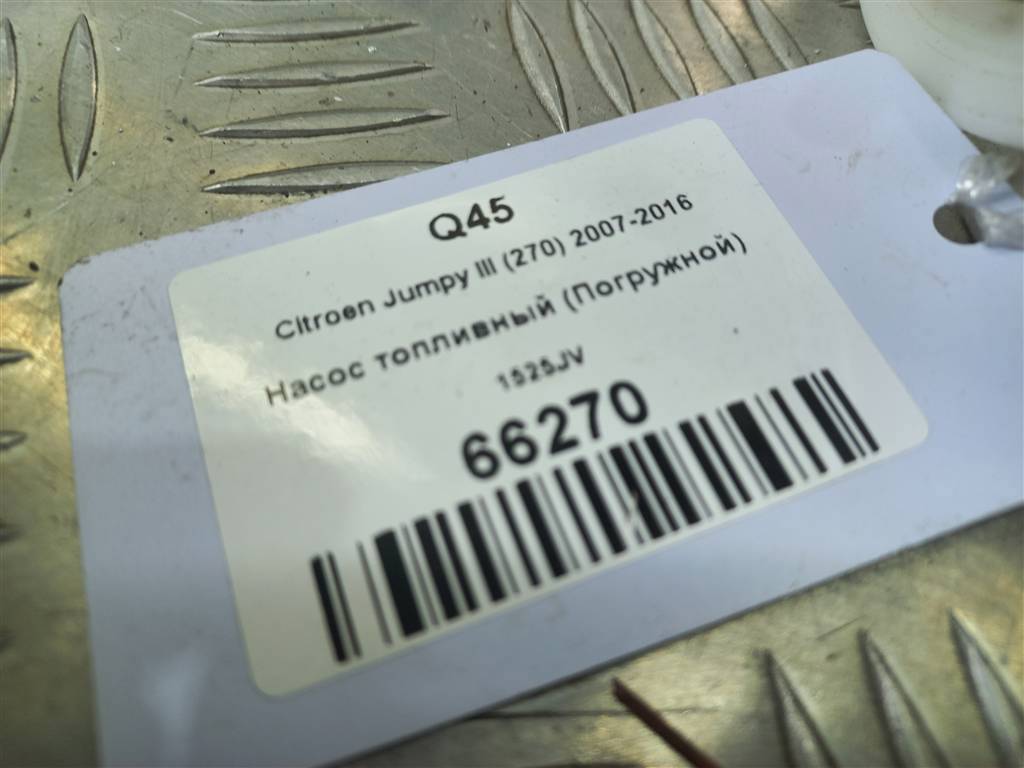 Q45
Citroen Jumpy III (270) 2007-2016
Насос топливный (Погружной)
1525JV
66270